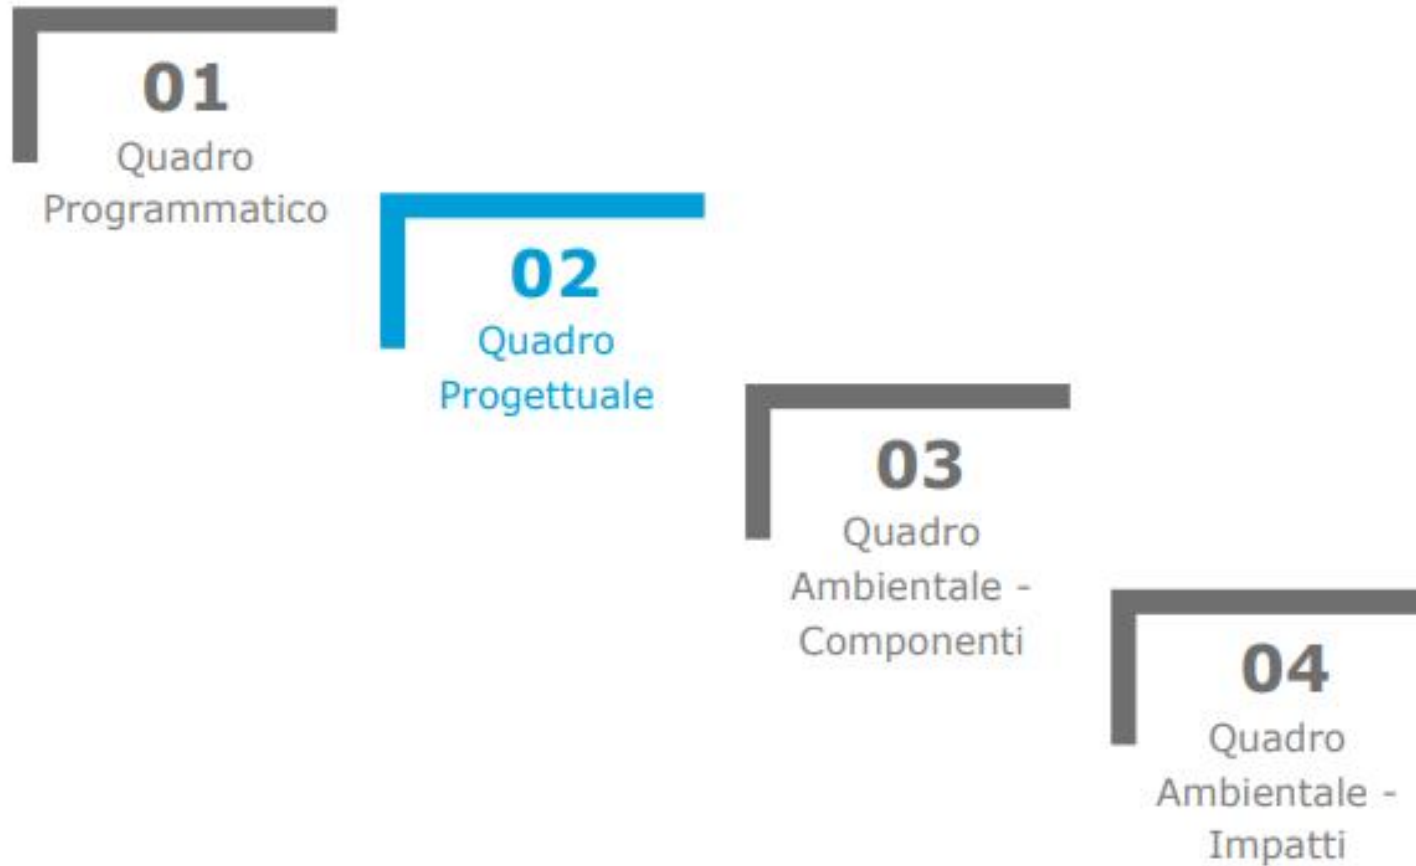 01
Quadro
Programmatico
02
Quadro
Progettuale
03
Quadro
Ambientale -
Componenti
04
Quadro
Ambientale -
Impatti